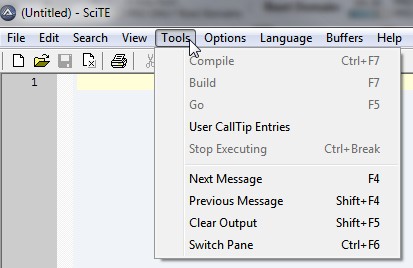 (Untitled) - SciTE
File Edit Search View Tools Options Language Buffers Help
Compile Ctrl+F7
1
Build F7
Go F5
User CallTip Entries
Stop Executing Ctrl+Break
Next Message F4
Previous Message Shift+F4
Clear Output Shift+F5
Switch Pane Ctrl+F6